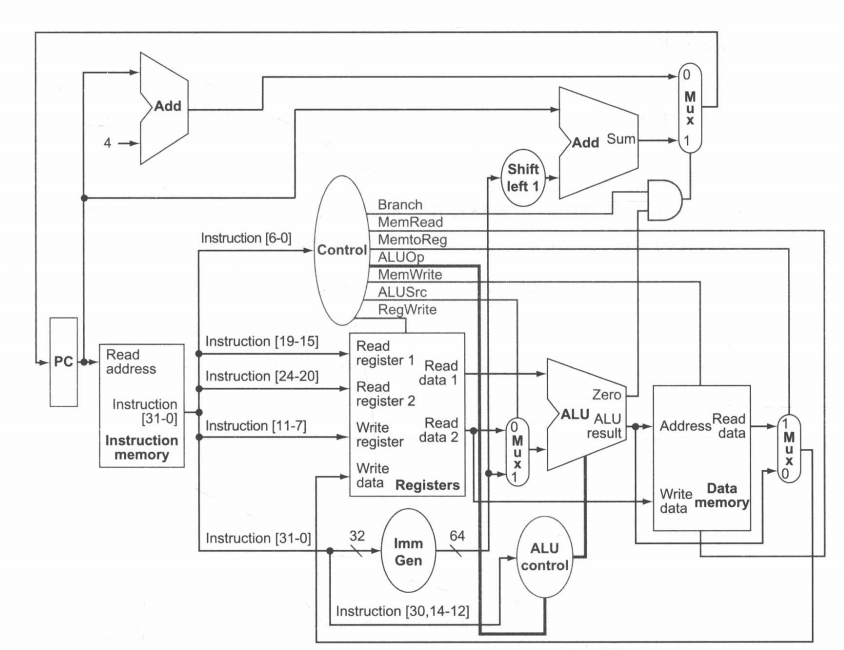 Add
4
0
Mux
1
Add Sum
Shift
left 1
Branch
MemRead
MemtoReg
ALUOp
MemWrite
ALUSrc
RegWrite
Control
Instruction [6-0]
PC
Read
address
Instruction
[31-0]
Instruction
memory
Instruction [19-15]
Instruction [24-20]
Instruction [11-7]
Instruction [31-0]
Read
register 1
Read
register 2
Write
register
Write
data
Read
data 1
Read
data 2
Registers
0
Mux
1
ALU
Zero
ALU
result
Address
Read
data
Write
data
Data
memory
1
Mux
0
32
Imm
Gen
64
ALU
control
Instruction [30,14-12]